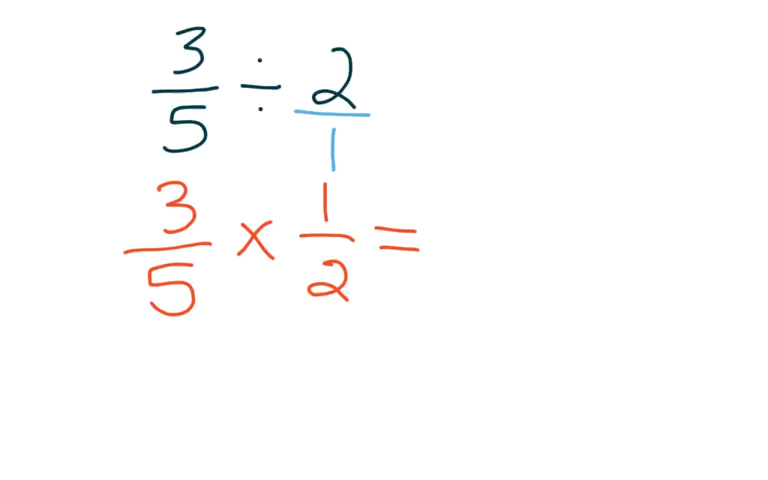 3/5 ÷ 2/1
3/5 × 1/2 =